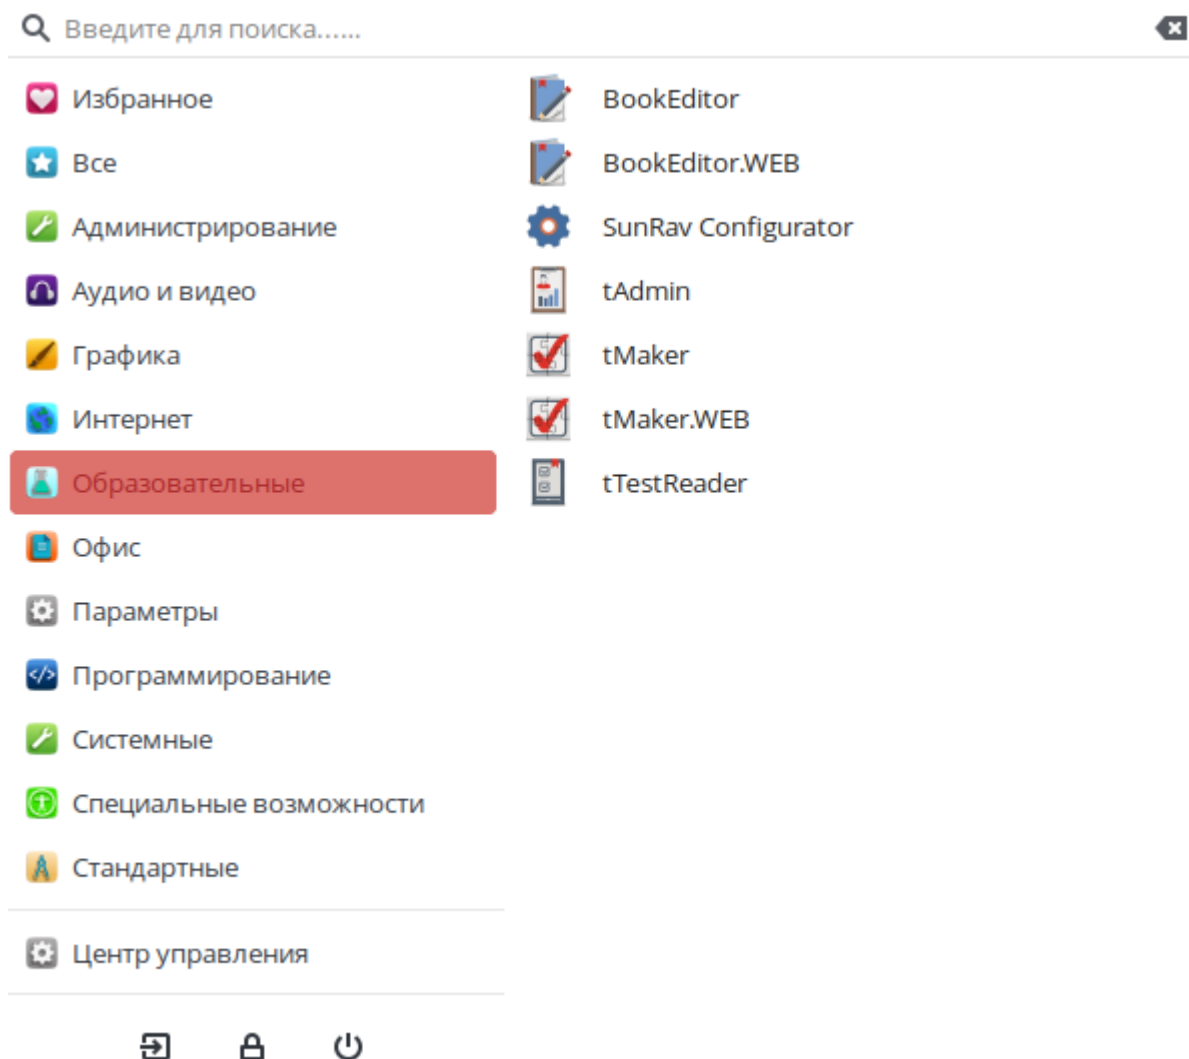 Введите для поиска......
Избранное
Все
Администрирование
Аудио и видео
Графика
Интернет
Образовательные
Офис
Параметры
Программирование
Системные
Специальные возможности
Стандартные
Центр управления
BookEditor
BookEditor.WEB
SunRav Configurator
tAdmin
tMaker
tMaker.WEB
tTestReader